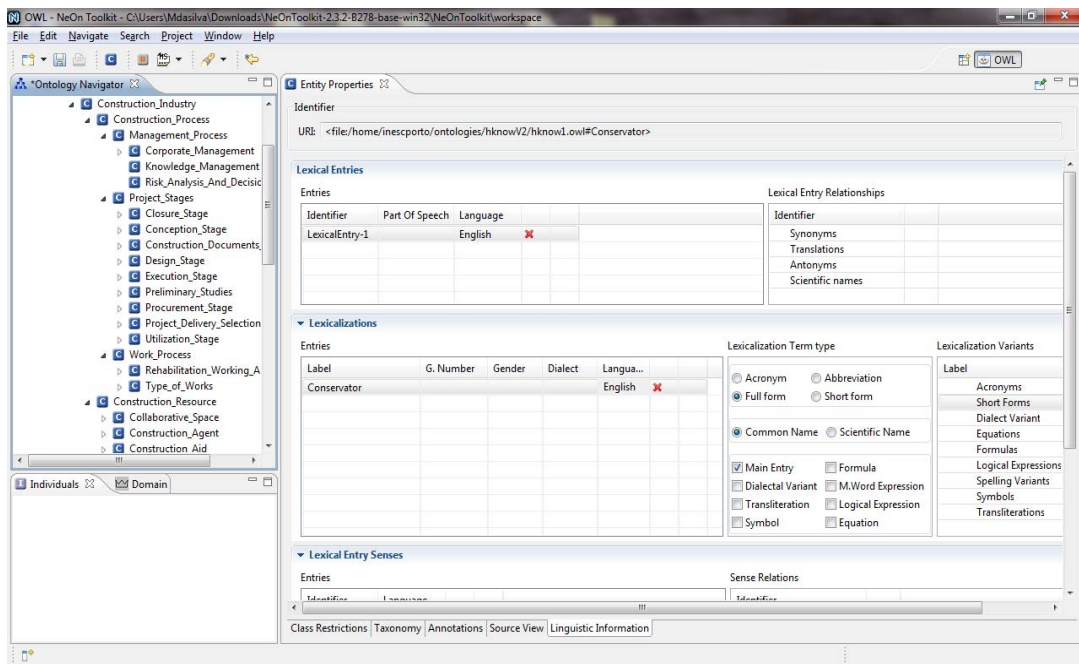 OWL - NeOn Toolkit - C:\Users\Mdasilva\Downloads\NeOnToolkit-2.3.2-B278-base-win32\NeOnToolkit\workspace
File Edit Navigate Search Project Window Help
OWL
*Ontology Navigator
Construction_Industry
Construction_Process
Management_Process
Corporate_Management
Knowledge_Management
Risk_Analysis_And_Decisic
Project_Stages
Closure_Stage
Conception_Stage
Construction_Documents_
Design_Stage
Execution_Stage
Preliminary_Studies
Procurement_Stage
Project_Delivery_Selection
Utilization_Stage
Work_Process
Rehabilitation_Working_A
Type_of_Works
Construction_Resource
Collaborative_Space
Construction_Agent
Construction_Aid
Individuals Domain
Entity Properties
Identifier
URI: <file:/home/inescporto/ontologies/hknowV2/hknow1.owl#Conservator>
Lexical Entries
Entries
Identifier Part Of Speech Language
LexicalEntry-1 English
Lexical Entry Relationships
Identifier
Synonyms
Translations
Antonyms
Scientific names
Lexicalizations
Entries
Label G. Number Gender Dialect Langua...
Conservator English
Lexicalization Term type
Acronym Abbreviation
Full form Short form
Common Name Scientific Name
Main Entry Formula
Dialectal Variant M.Word Expression
Transliteration Logical Expression
Symbol Equation
Lexicalization Variants
Label
Acronyms
Short Forms
Dialect Variant
Equations
Formulas
Logical Expressions
Spelling Variants
Symbols
Transliterations
Lexical Entry Senses
Entries
Identifier Language
Sense Relations
Identifier
Class Restrictions Taxonomy Annotations Source View Linguistic Information